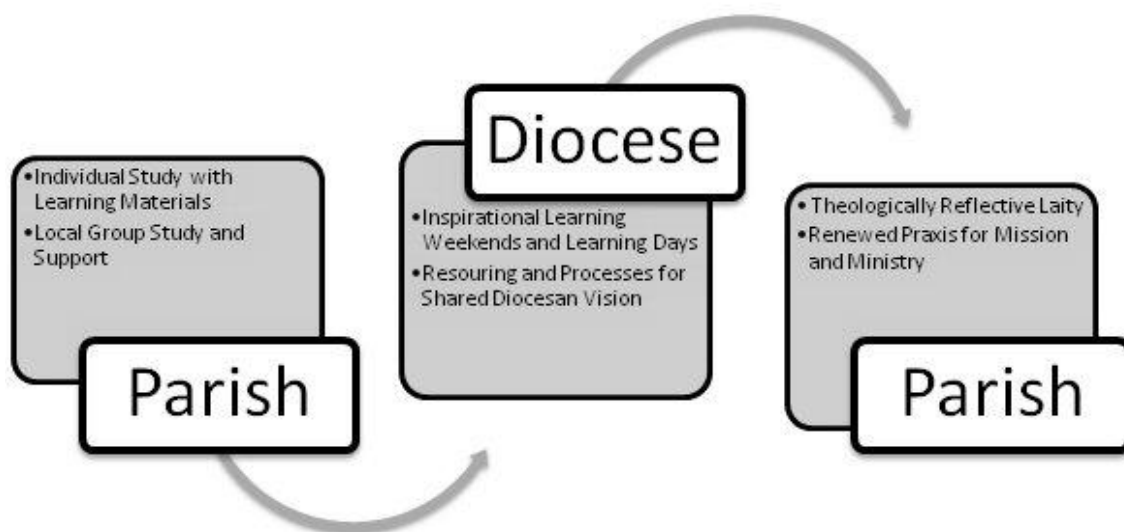 •Individual Study with
Learning Materials
•Local Group Study and
Support
Parish
Diocese
•Inspirational Learning
Weekends and Learning Days
•Resouring and Processes for
Shared Diocesan Vision
•Theologically Reflective Laity
•Renewed Praxis for Mission
and Ministry
Parish